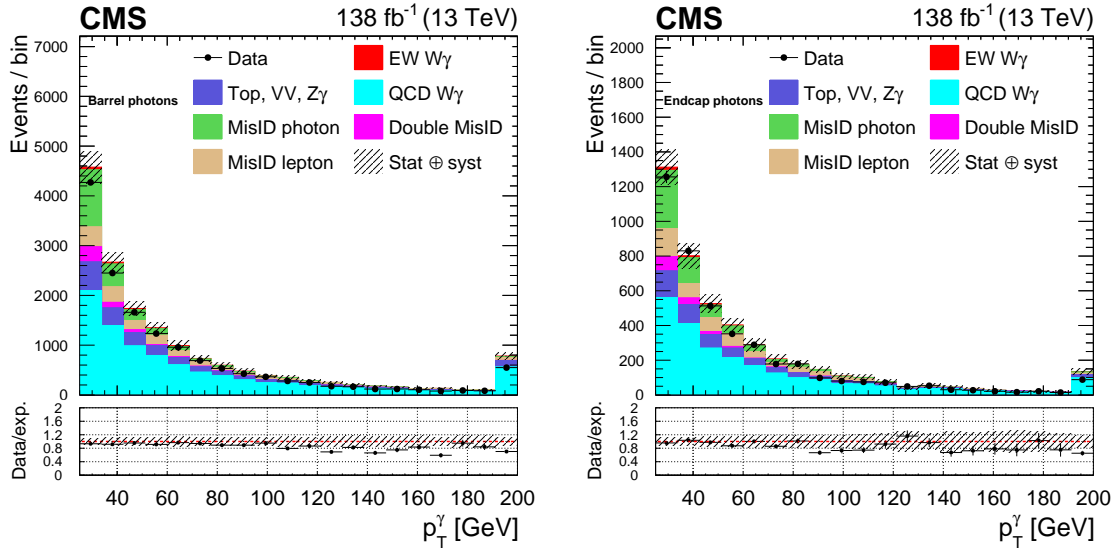 CMS 138 fb⁻¹ (13 TeV)
Events / bin
7000
6000
5000
4000
3000
2000
1000
0
Data
EW Wγ
Top, VV, Zγ
QCD Wγ
MisID photon
Double MisID
MisID lepton
Stat ⊕ syst
Barrel photons
Data/exp.
2
1.6
1.2
0.8
0.4
0
40 60 80 100 120 140 160 180 200
p_T^γ [GeV]
CMS 138 fb⁻¹ (13 TeV)
Events / bin
2000
1800
1600
1400
1200
1000
800
600
400
200
0
Data
EW Wγ
Top, VV, Zγ
QCD Wγ
MisID photon
Double MisID
MisID lepton
Stat ⊕ syst
Endcap photons
Data/exp.
2
1.6
1.2
0.8
0.4
0
40 60 80 100 120 140 160 180 200
p_T^γ [GeV]